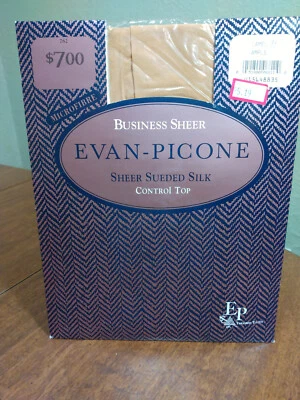 $7.00
MICROFIBRE
BUSINESS SHEER
EVAN-PICONE
SHEER SUEDED SILK
CONTROL TOP
EP